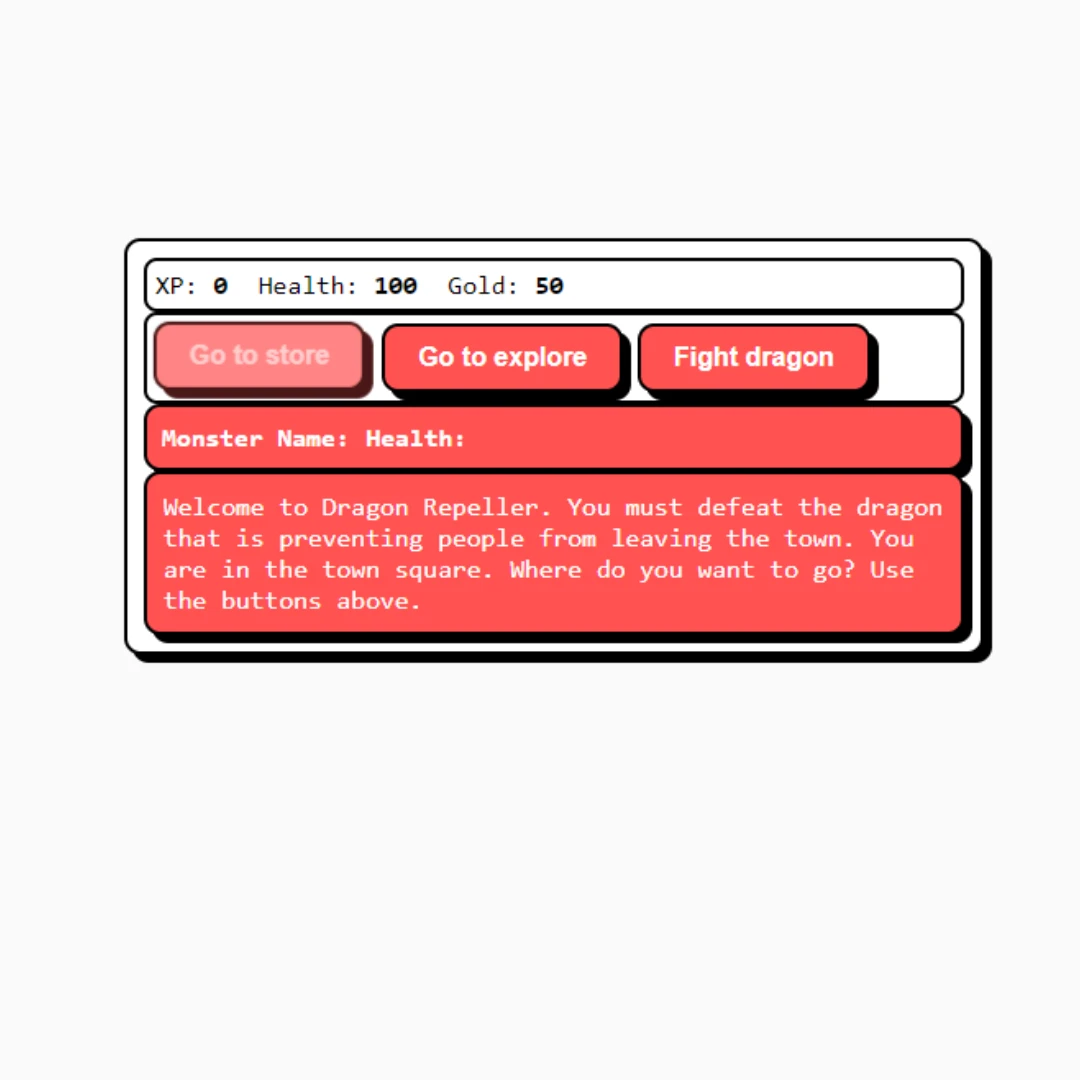 XP: 0 Health: 100 Gold: 50
Go to store Go to explore Fight dragon
Monster Name: Health:
Welcome to Dragon Repeller. You must defeat the dragon
that is preventing people from leaving the town. You
are in the town square. Where do you want to go? Use
the buttons above.